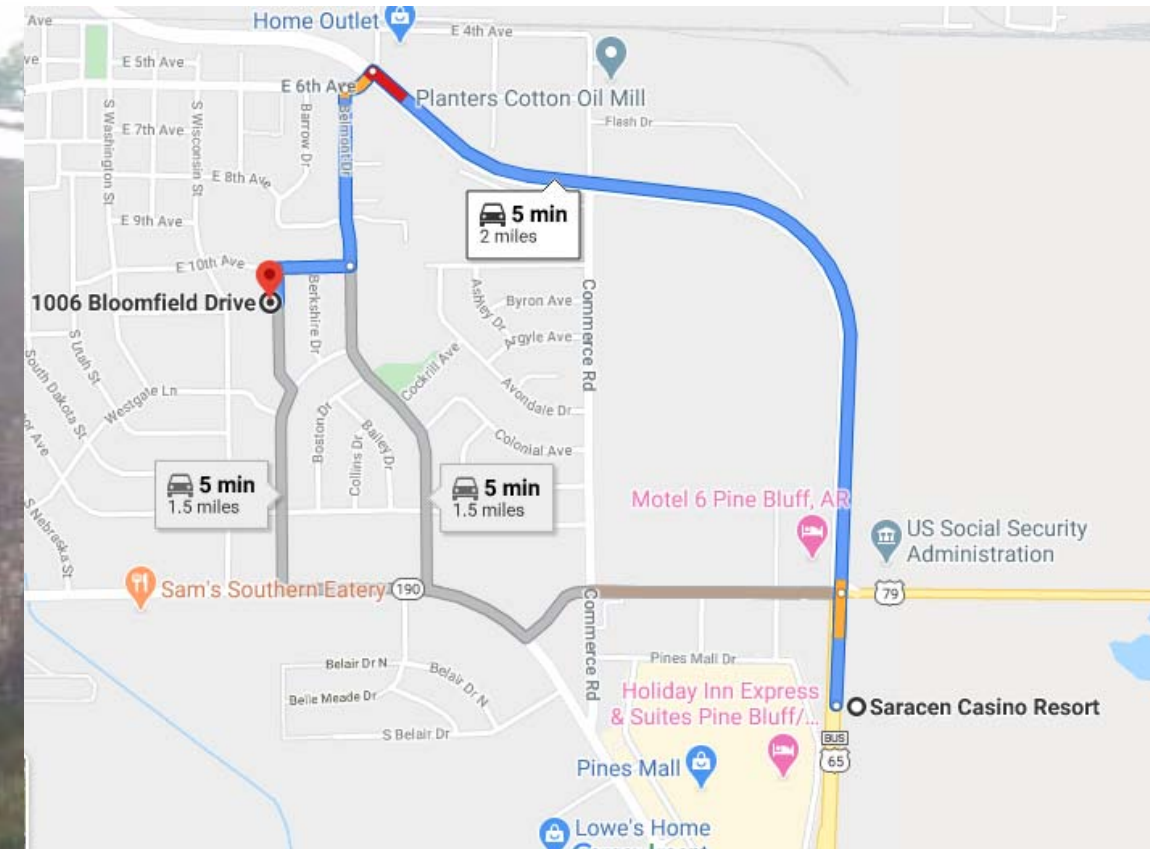 Ave
Home Outlet
E 4th Ave
ve
E 5th Ave
E 6th Ave
Planters Cotton Oil Mill
Belmont Dr
Barrow Dr
S Washington St
S Wisconsin St
E 7th Ave
Flash Dr
E 8th Ave
E 9th Ave
5 min
2 miles
E 10th Ave
1006 Bloomfield Drive
Berkshire Dr
Ashley Dr
Byron Ave
Commerce Rd
Argyle Ave
S Utah St
South Dakota St
Westgate Ln
Cockrill Ave
Avondale Dr
Boston Dr
Collins Dr
Bailey Dr
Colonial Ave
or Ave
5 min
1.5 miles
5 min
1.5 miles
Motel 6 Pine Bluff, AR
US Social Security
Administration
S Nebraska St
Sam's Southern Eatery
190
79
Commerce Rd
Belair Dr N
Belair Dr N
Pines Mall Dr
Belle Meade Dr
Holiday Inn Express
& Suites Pine Bluff/...
Saracen Casino Resort
S Belair Dr
BUS
65
Pines Mall
Lowe's Home